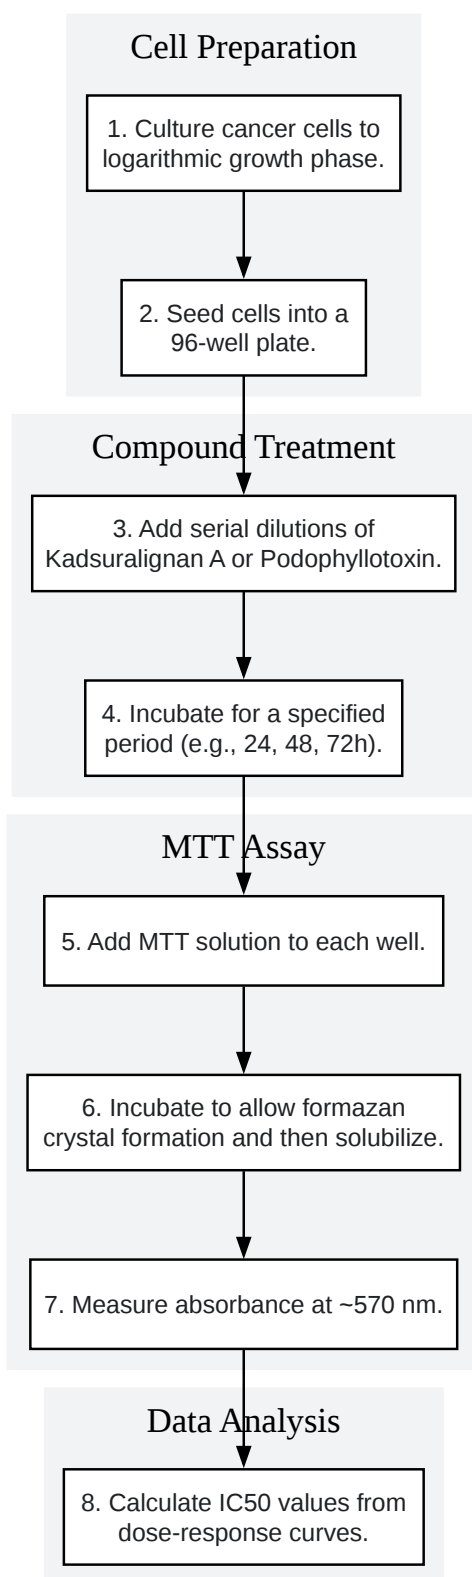 Cell Preparation
1. Culture cancer cells to
logarithmic growth phase.
2. Seed cells into a
96-well plate.
Compound Treatment
3. Add serial dilutions of
Kadsuralignan A or Podophyllotoxin.
4. Incubate for a specified
period (e.g., 24, 48, 72h).
MTT Assay
5. Add MTT solution to each well.
6. Incubate to allow formazan
crystal formation and then solubilize.
7. Measure absorbance at ~570 nm.
Data Analysis
8. Calculate IC50 values from
dose-response curves.